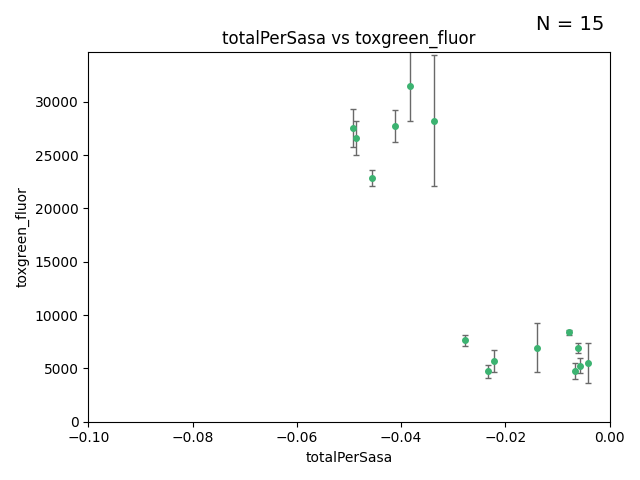 N = 15
totalPerSasa vs toxgreen_fluor
30000
25000
20000
15000
10000
5000
0
toxgreen_fluor
−0.10 −0.08 −0.06 −0.04 −0.02 0.00
totalPerSasa